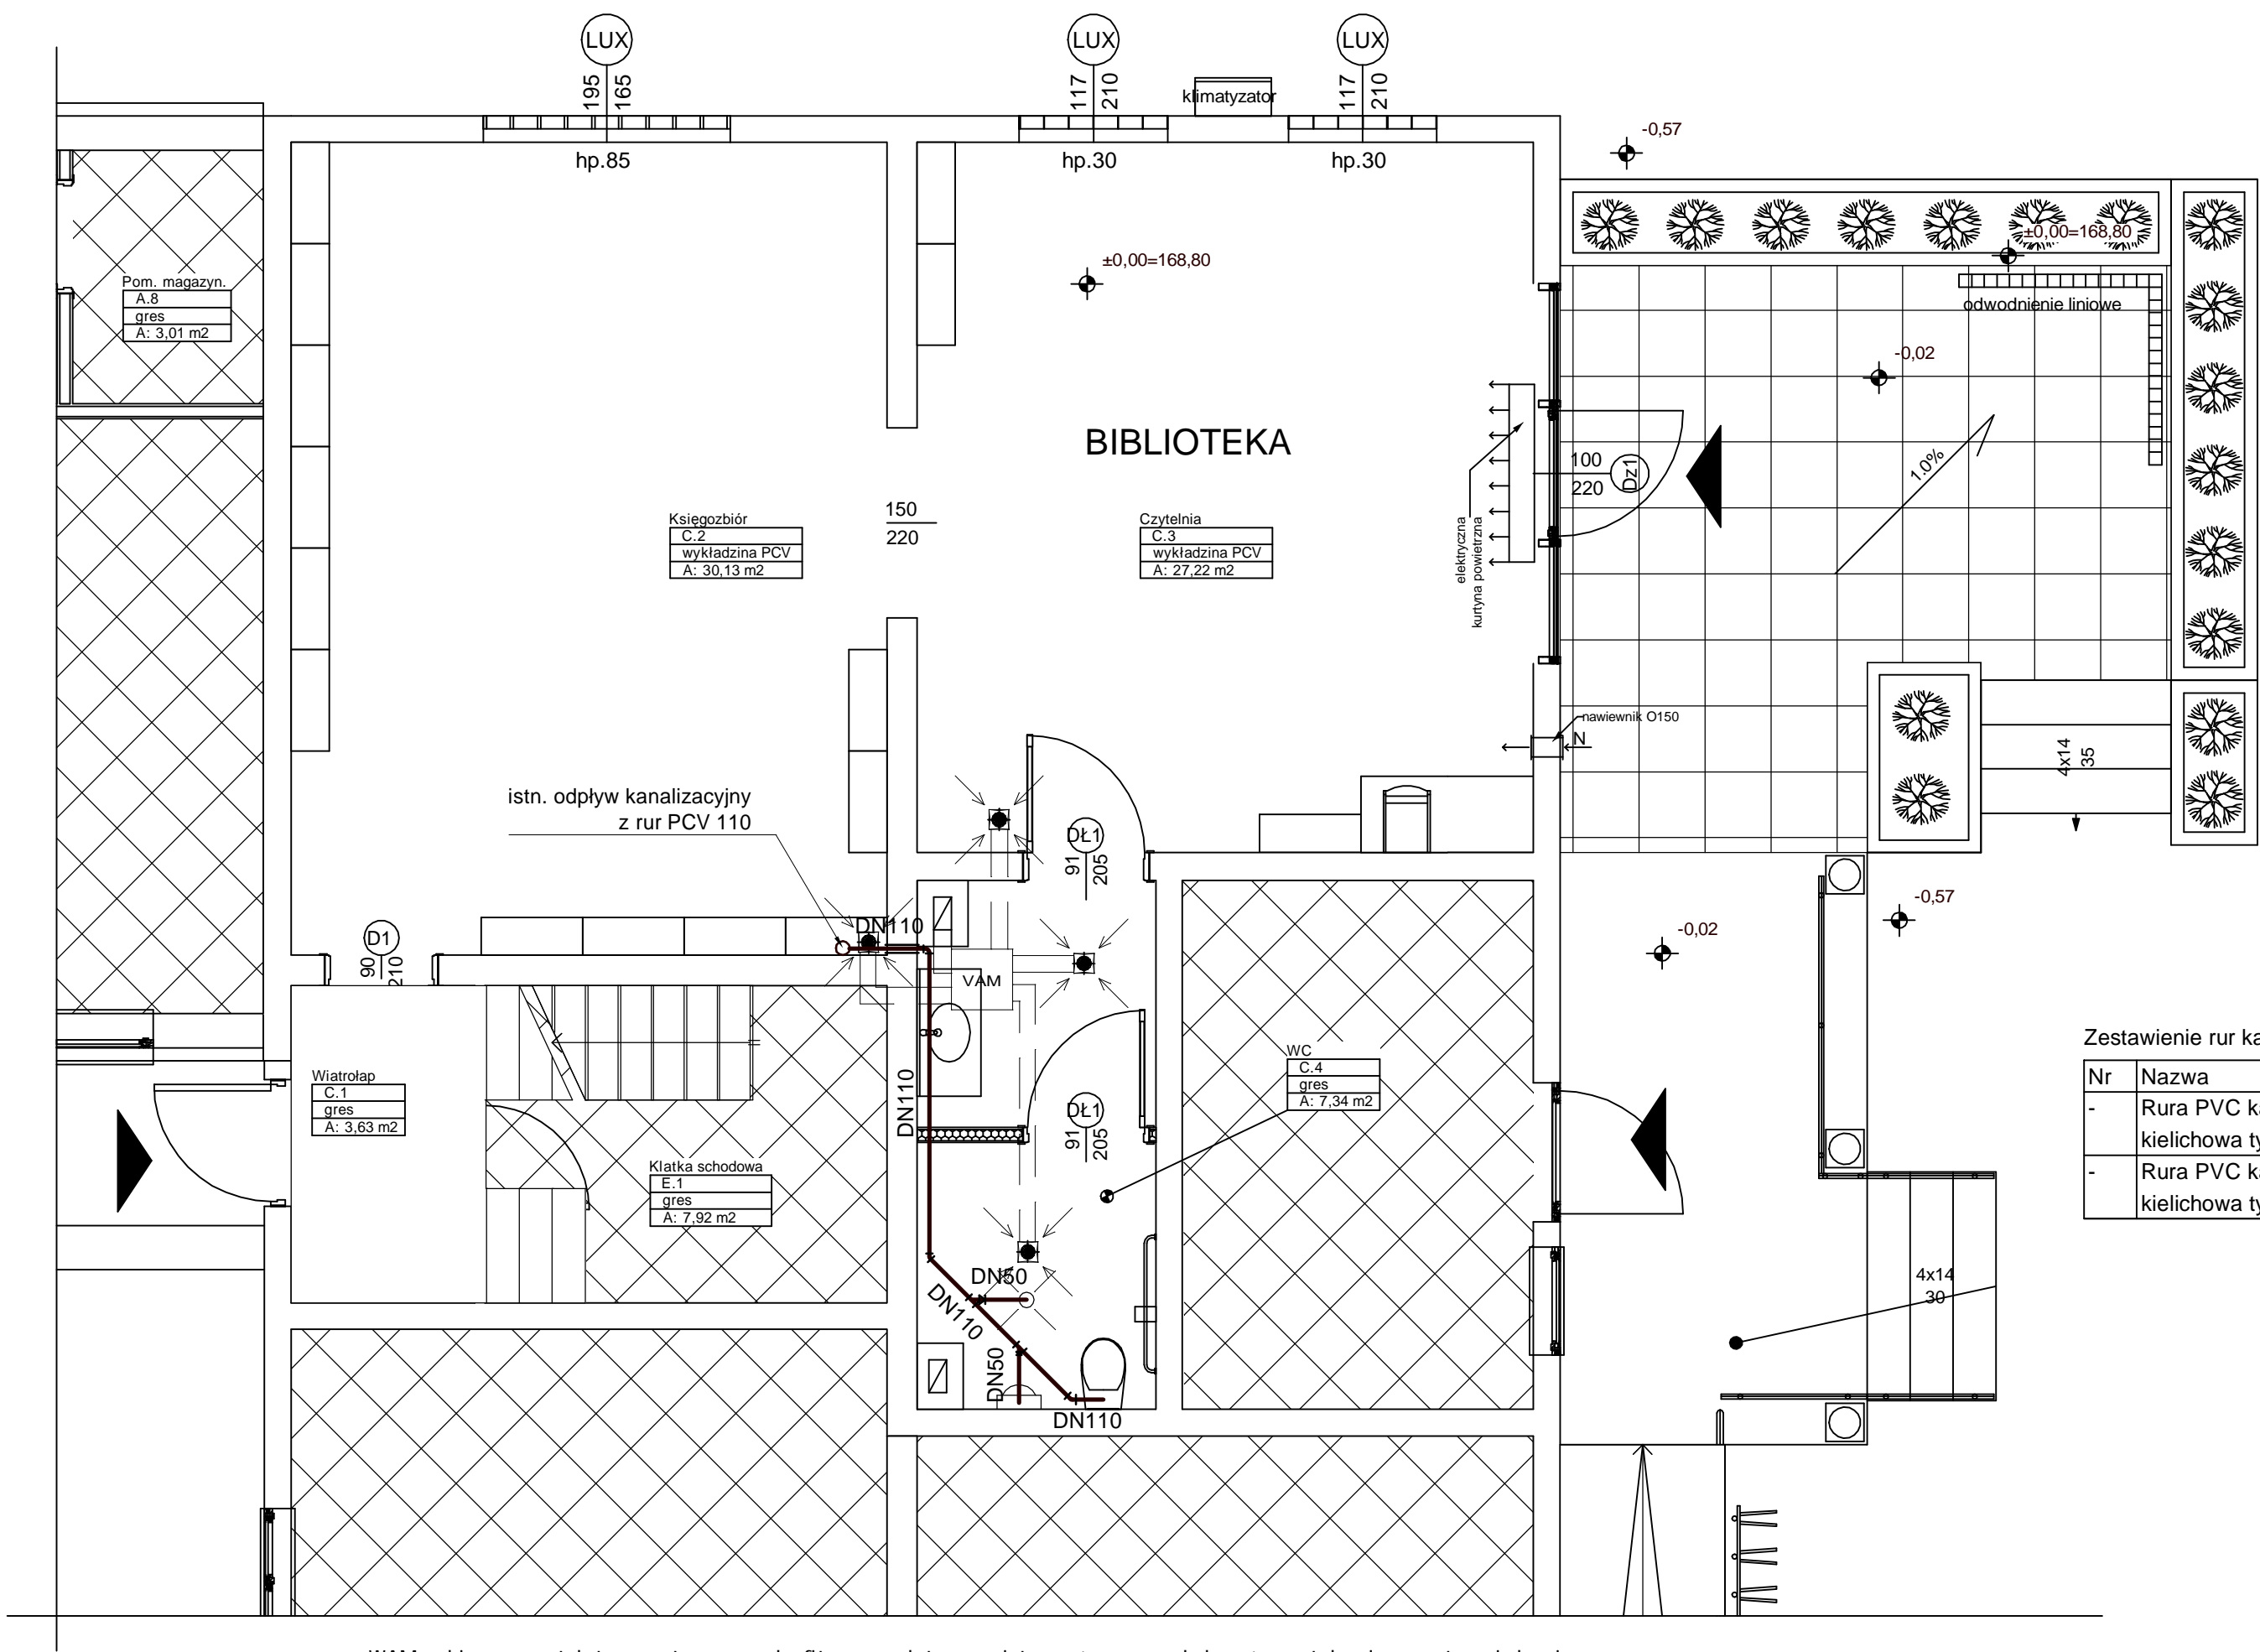 LUX
195
165
hp.85
LUX
117
210
hp.30
klimatyzator
LUX
117
210
hp.30
-0,57
±0,00=168,80
±0,00=168,80
odwodnienie liniowe
-0,02
1.0%
Pom. magazyn.
A.8
gres
A: 3,01 m2
BIBLIOTEKA
Księgozbiór
C.2
wykładzina PCV
A: 30,13 m2
150
220
Czytelnia
C.3
wykładzina PCV
A: 27,22 m2
elektryczna
kurtyna powietrzna
100
220
Dz1
nawiewnik O150
N
4x14
35
istn. odpływ kanalizacyjny
z rur PCV 110
DŁ1
91
205
D1
90
210
DN110
VAM
-0,57
-0,02
Wiatrołap
C.1
gres
A: 3,63 m2
DN110
WC
C.4
gres
A: 7,34 m2
DŁ1
91
205
Klatka schodowa
E.1
gres
A: 7,92 m2
Zestawienie rur
Nr Nazwa
- Rura PVC
kielichowa
- Rura PVC
kielichowa
DN50
DN110
DN50
DN110
4x14
30